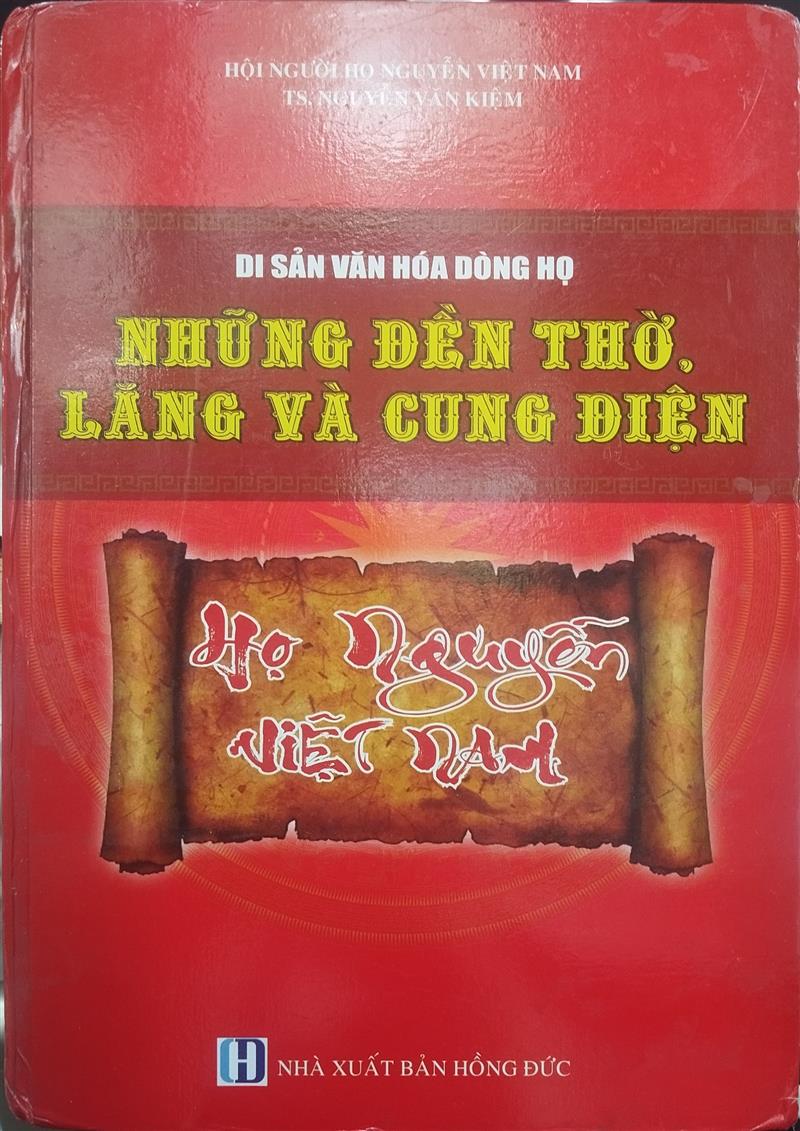 HỘI NGƯỜI HỌ NGUYỄN VIỆT NAM
TS. NGUYỄN VĂN KIỆM
DI SẢN VĂN HÓA DÒNG HỌ
NHỮNG ĐỀN THỜ,
LĂNG VÀ CUNG ĐIỆN
Họ Nguyễn
VIỆT NAM
NHÀ XUẤT BẢN HỒNG ĐỨC